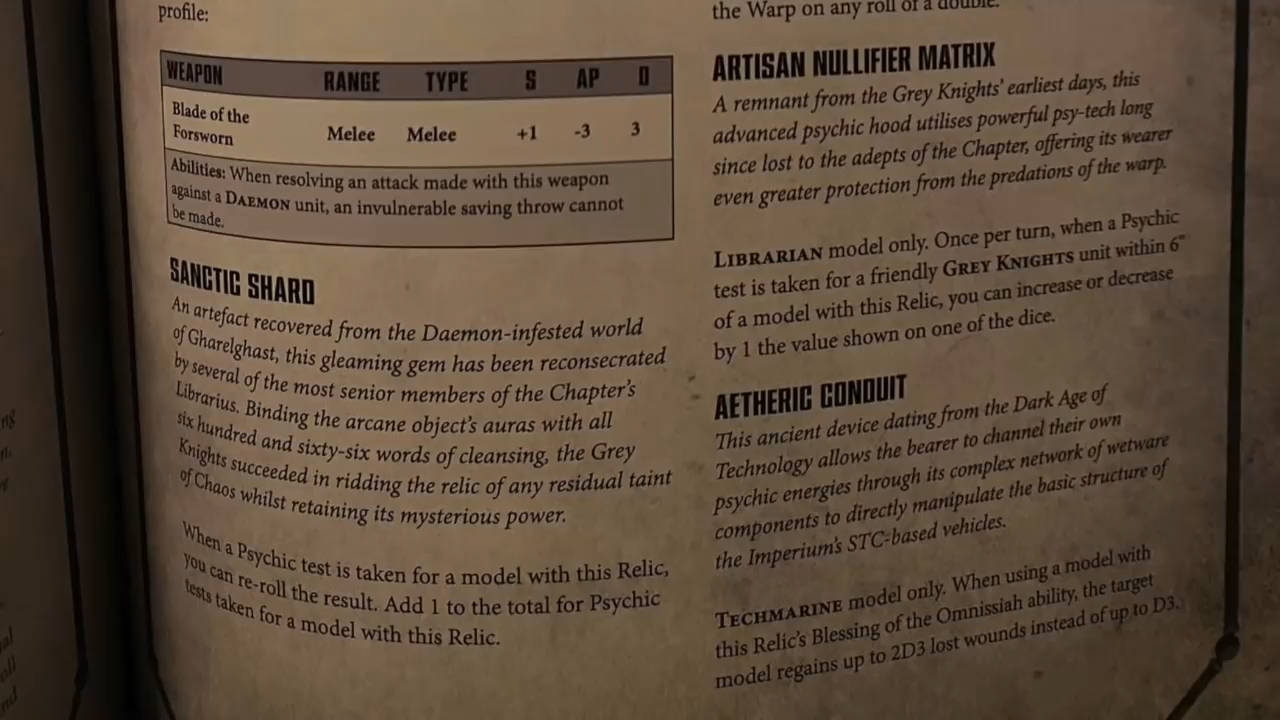 profile:
WEAPON RANGE TYPE S AP D
Blade of the
Forsworn Melee Melee +1 -3 3
Abilities: When resolving an attack made with this weapon
against a DAEMON unit, an invulnerable saving throw cannot
be made.
SANCTIC SHARD
An artefact recovered from the Daemon-infested world
of Gharelghast, this gleaming gem has been reconsecrated
by several of the most senior members of the Chapter's
Librarius. Binding the arcane object's auras with all
six hundred and sixty-six words of cleansing, the Grey
Knights succeeded in ridding the relic of any residual taint
of Chaos whilst retaining its mysterious power.
When a Psychic test is taken for a model with this Relic,
you can re-roll the result. Add 1 to the total for Psychic
tests taken for a model with this Relic.
the Warp on any roll of a double.
ARTISAN NULLIFIER MATRIX
A remnant from the Grey Knights' earliest days, this
advanced psychic hood utilises powerful psy-tech long
since lost to the adepts of the Chapter, offering its wearer
even greater protection from the predations of the warp.
LIBRARIAN model only. Once per turn, when a Psychic
test is taken for a friendly GREY KNIGHTS unit within 6"
of a model with this Relic, you can increase or decrease
by 1 the value shown on one of the dice.
AETHERIC CONDUIT
This ancient device dating from the Dark Age of
Technology allows the bearer to channel their own
psychic energies through its complex network of wetware
components to directly manipulate the basic structure of
the Imperium's STC-based vehicles.
TECHMARINE model only. When using a model with
this Relic's Blessing of the Omnissiah ability, the target
model regains up to 2D3 lost wounds instead of up to D3.